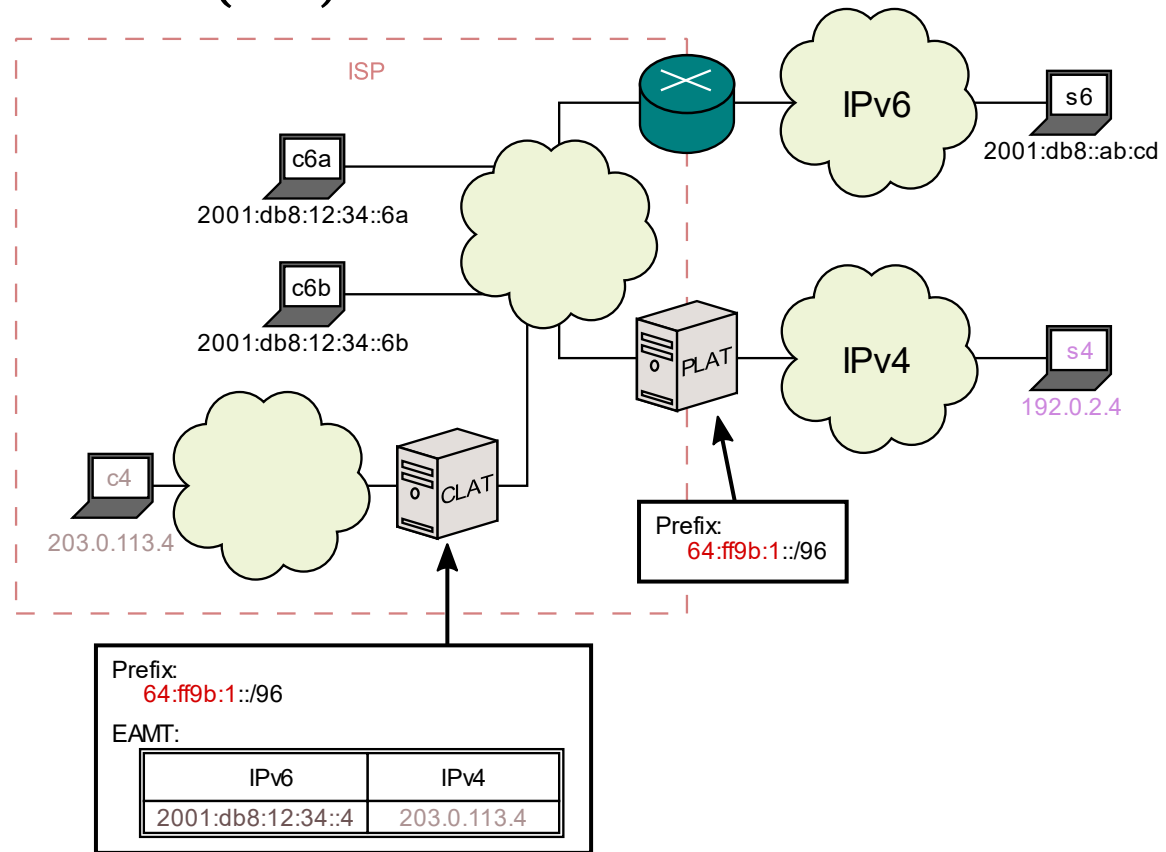 ISP
IPv6
s6
2001:db8::ab:cd
c6a
2001:db8:12:34::6a
c6b
2001:db8:12:34::6b
PLAT
IPv4
s4
192.0.2.4
c4
203.0.113.4
CLAT
Prefix:
64:ff9b:1::/96
Prefix:
64:ff9b:1::/96
EAMT:
IPv6 IPv4
2001:db8:12:34::4 203.0.113.4